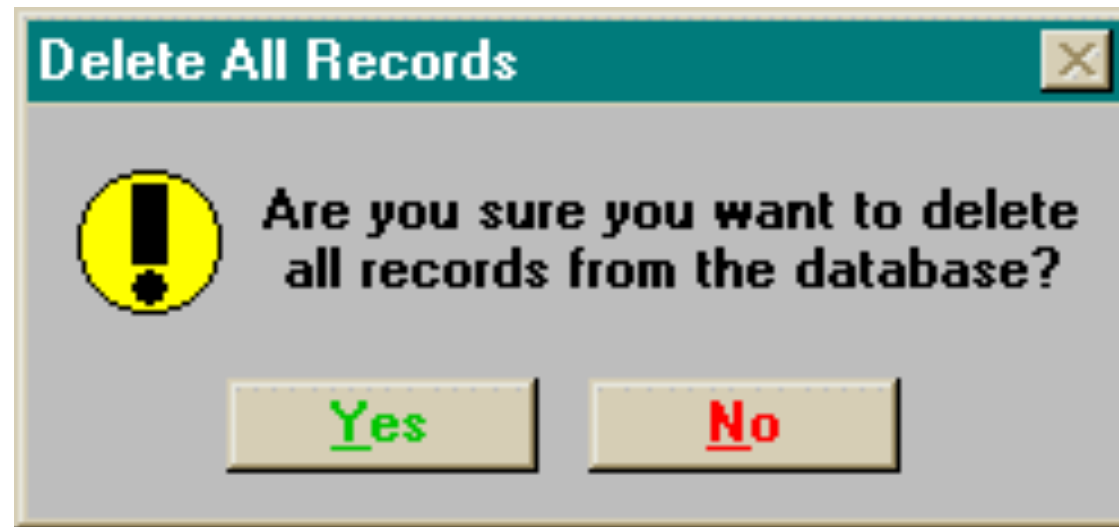 Delete All Records
Are you sure you want to delete
all records from the database?
Yes
No